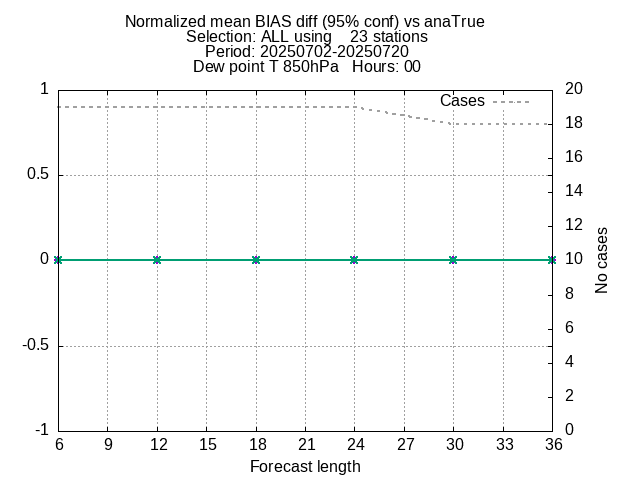 Normalized mean BIAS diff (95% conf) vs anaTrue
Selection: ALL using    23 stations
Period: 20250702-20250720
Dew point T 850hPa   Hours: 00
Cases
1
0.5
0
-0.5
-1
20
18
16
14
12
10
8
6
4
2
0
No cases
6 9 12 15 18 21 24 27 30 33 36
Forecast length